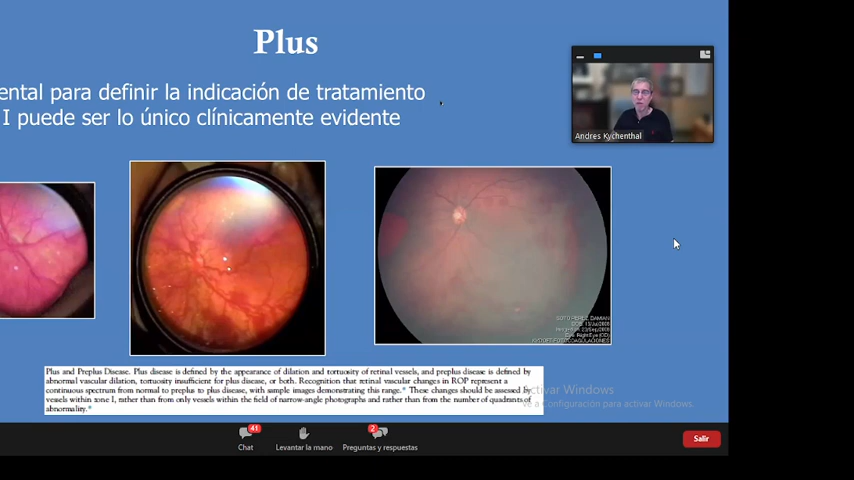 Plus
ental para definir la indicación de tratamiento
I puede ser lo único clínicamente evidente
Andres Kychenthal
SOTO PEREZ, DAMIAN
Plus and Preplus Disease. Plus disease is defined by the appearance of dilation and tortuosity of retinal vessels, and preplus disease is defined by
abnormal vascular dilation, tortuosity insufficient for plus disease, or both. Recognition that retinal vascular changes in ROP represent a
continuous spectrum from normal to preplus to plus disease, with sample images demonstrating this range.* These changes should be assessed by
vessels within zone I, rather than from only vessels within the field of narrow-angle photographs and rather than from the number of quadrants of
abnormality.*
ctivar Windows
Ve a Configuración para activar Windows.
41
2
Chat
Levantar la mano
Preguntas y respuestas
Salir